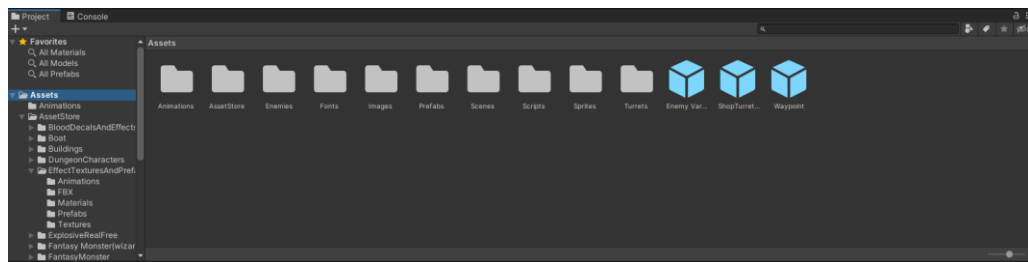 Project Console
Favorites
All Materials
All Models
All Prefabs
Assets
Animations
AssetStore
BloodDecalsAndEffects
Boat
Buildings
DungeonCharacters
EffectTexturesAndPrefa
Animations
FBX
Materials
Prefabs
Textures
ExplosiveRealFree
Fantasy Monster(wizar
FantasyMonster
Assets
Animations AssetStore Enemies Fonts Images Prefabs Scenes Scripts Sprites Turrets Enemy Var... ShopTurret... Waypoint